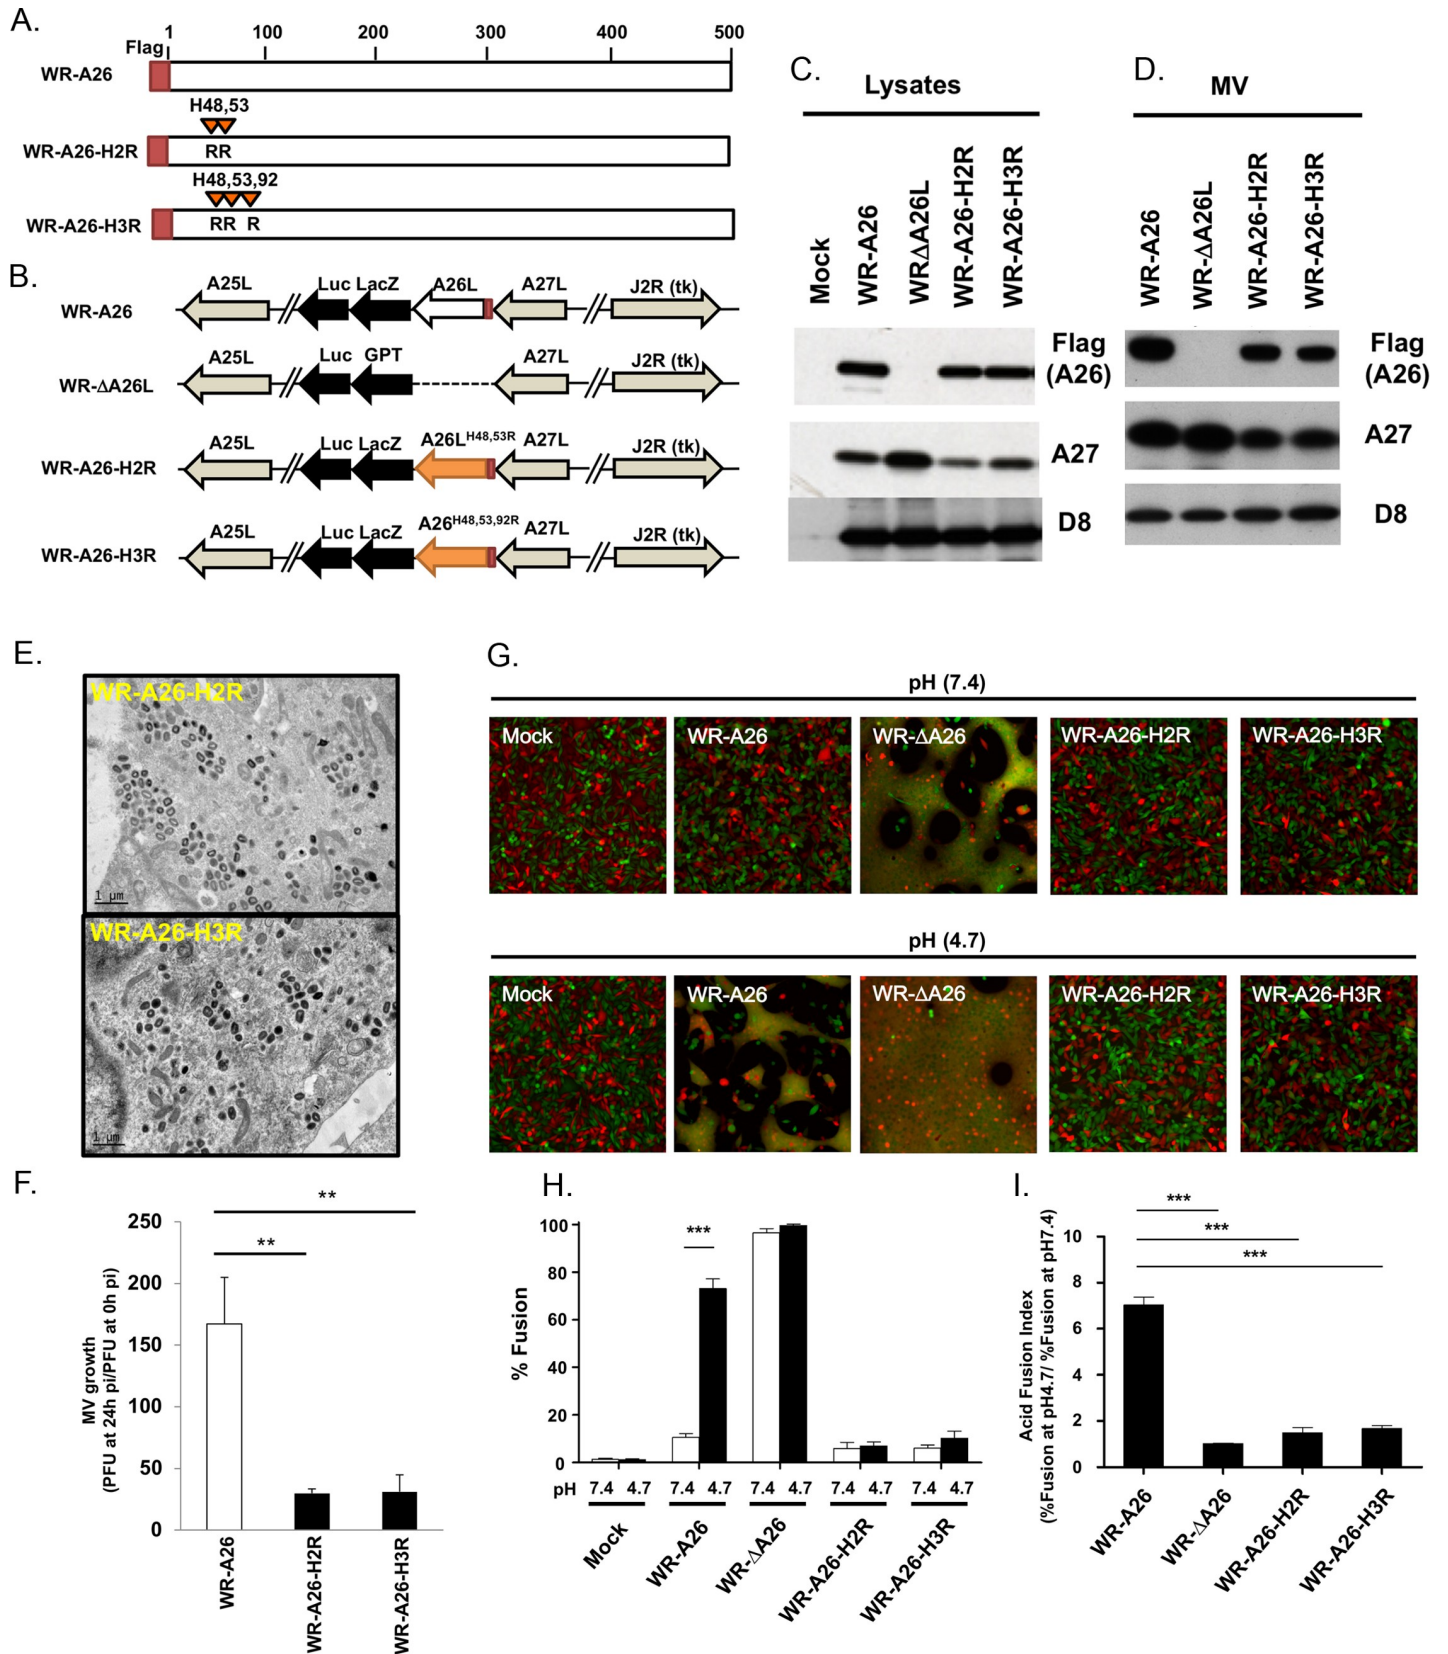 A.
1 100 200 300 400 500
Flag
WR-A26
H48,53
WR-A26-H2R
RR
H48,53,92
WR-A26-H3R
RR R
B.
A25L Luc LacZ A26L A27L J2R (tk)
WR-A26
A25L Luc GPT A27L J2R (tk)
WR-ΔA26L
A25L Luc LacZ A26L^H48,53R A27L J2R (tk)
WR-A26-H2R
A25L Luc LacZ A26^H48,53,92R A27L J2R (tk)
WR-A26-H3R
C.
Lysates
Mock
WR-A26
WRΔA26L
WR-A26-H2R
WR-A26-H3R
Flag
(A26)
A27
D8
D.
MV
WR-A26
WR-ΔA26L
WR-A26-H2R
WR-A26-H3R
Flag
(A26)
A27
D8
E.
WR-A26-H2R
1 μm
WR-A26-H3R
1 μm
F.
** 
**
250
200
150
100
50
0
MV growth
(PFU at 24h pi/PFU at 0h pi)
WR-A26
WR-A26-H2R
WR-A26-H3R
G.
pH (7.4)
Mock WR-A26 WR-ΔA26 WR-A26-H2R WR-A26-H3R
pH (4.7)
Mock WR-A26 WR-ΔA26 WR-A26-H2R WR-A26-H3R
H.
100
80
60
40
20
0
% Fusion
***
pH 7.4 4.7 7.4 4.7 7.4 4.7 7.4 4.7 7.4 4.7
Mock
WR-A26
WR-ΔA26
WR-A26-H2R
WR-A26-H3R
I.
***
***
***
10
8
6
4
2
0
Acid Fusion Index
(%Fusion at pH4.7/ %Fusion at pH7.4)
WR-A26
WR-ΔA26
WR-A26-H2R
WR-A26-H3R